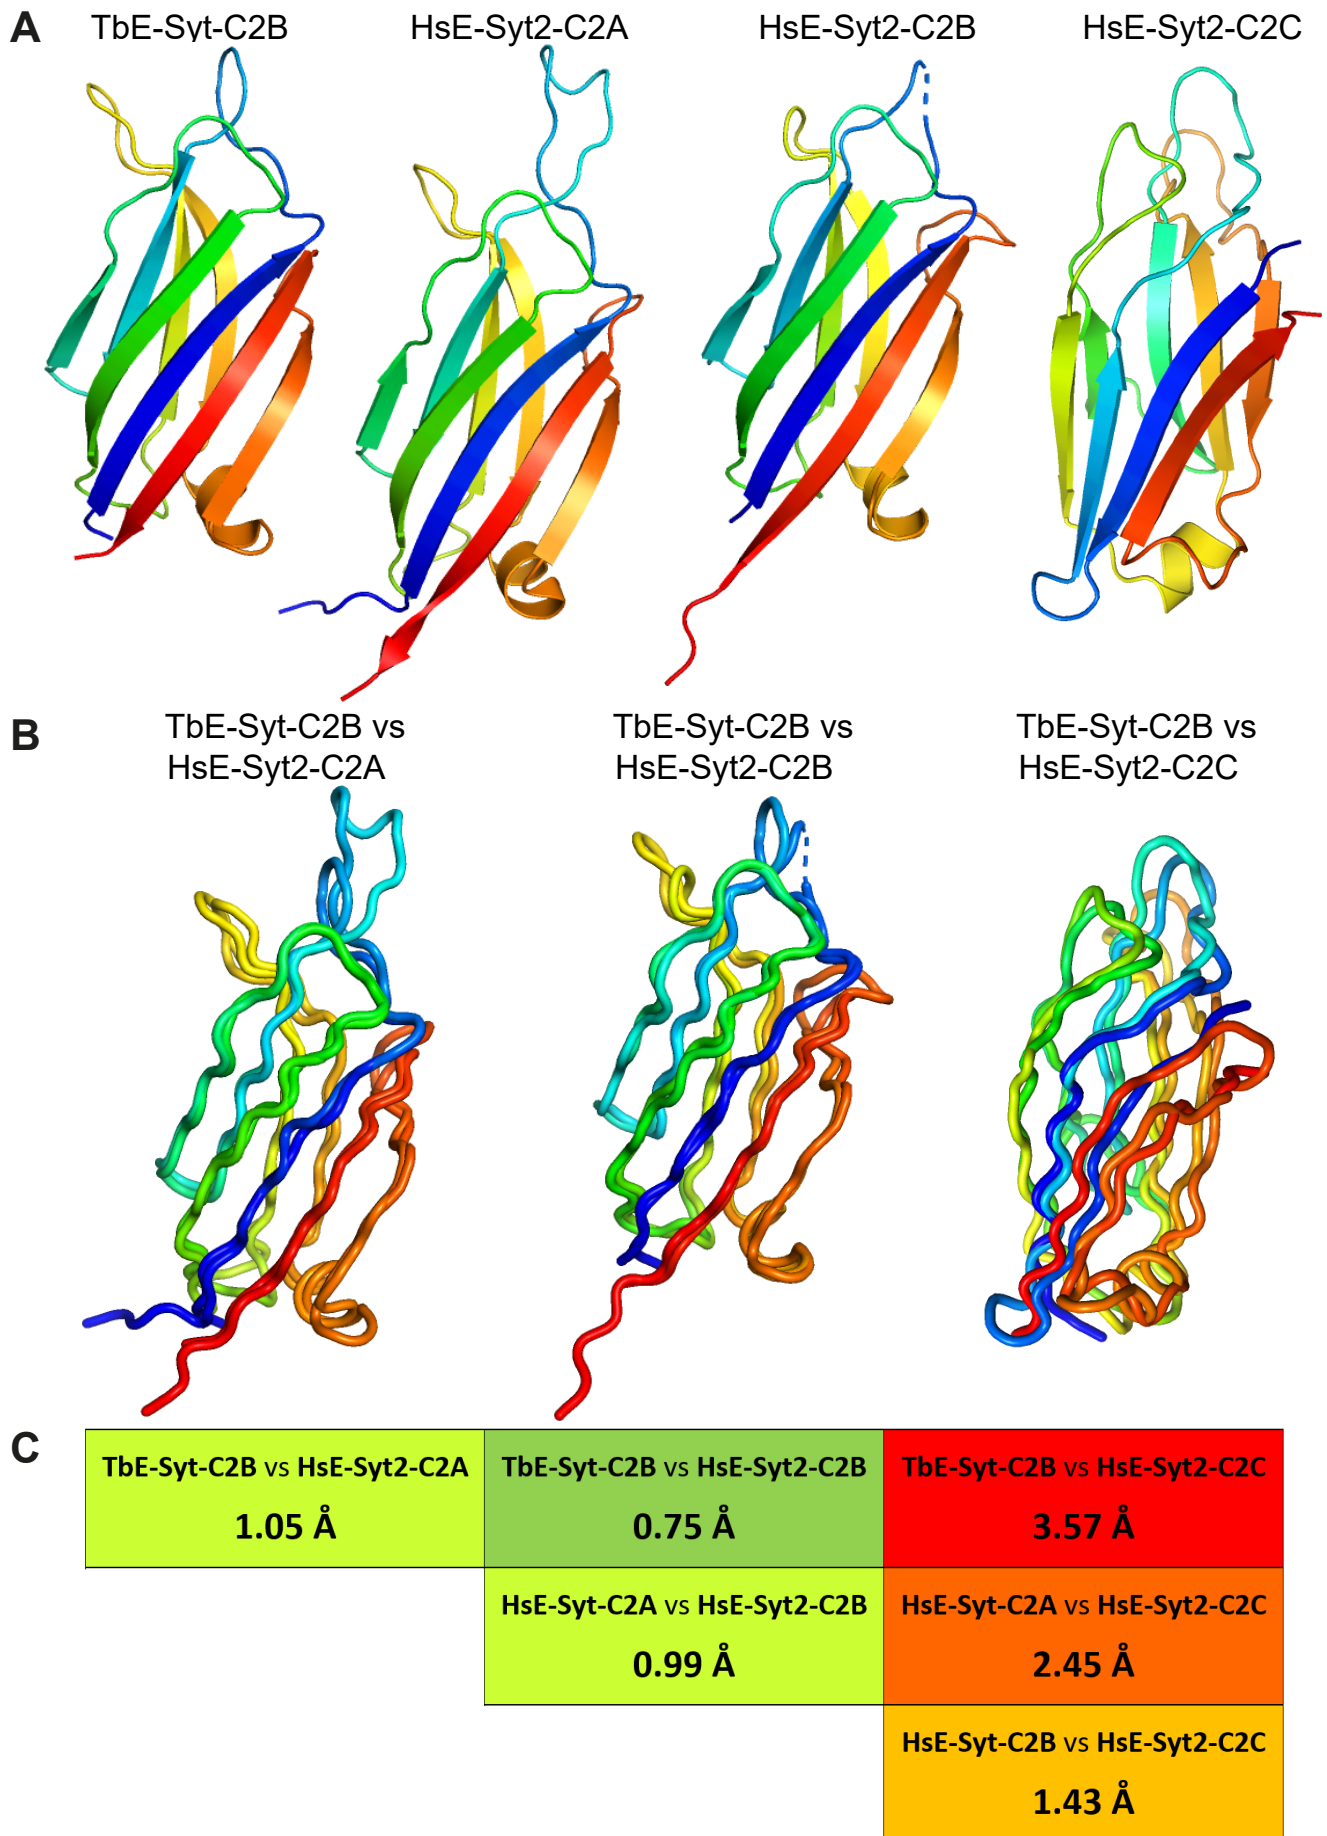 A
TbE-Syt-C2B
HsE-Syt2-C2A
HsE-Syt2-C2B
HsE-Syt2-C2C
B
TbE-Syt-C2B vs
HsE-Syt2-C2A
TbE-Syt-C2B vs
HsE-Syt2-C2B
TbE-Syt-C2B vs
HsE-Syt2-C2C
C
TbE-Syt-C2B vs HsE-Syt2-C2A
1.05 Å
TbE-Syt-C2B vs HsE-Syt2-C2B
0.75 Å
TbE-Syt-C2B vs HsE-Syt2-C2C
3.57 Å
HsE-Syt-C2A vs HsE-Syt2-C2B
0.99 Å
HsE-Syt-C2A vs HsE-Syt2-C2C
2.45 Å
HsE-Syt-C2B vs HsE-Syt2-C2C
1.43 Å